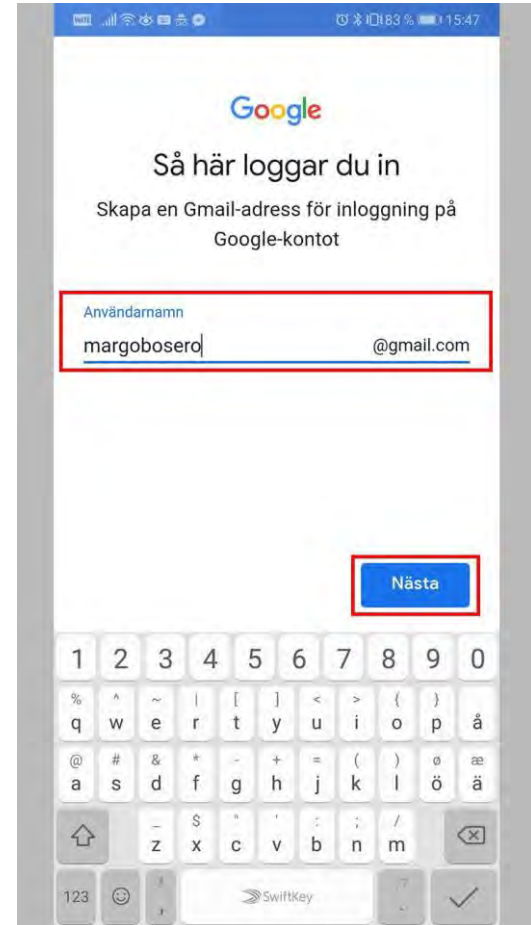 83 % 15:47
Google
Så här loggar du in
Skapa en Gmail-adress för inloggning på
Google-kontot
Användarnamn
margobosero @gmail.com
Nästa
1 2 3 4 5 6 7 8 9 0
% ^ ~ | [ ] < > { }
q w e r t y u i o p å
@ # & * - + = ( ) ø æ
a s d f g h j k l ö ä
_ $ " ' : ; /
z x c v b n m
123 SwiftKey